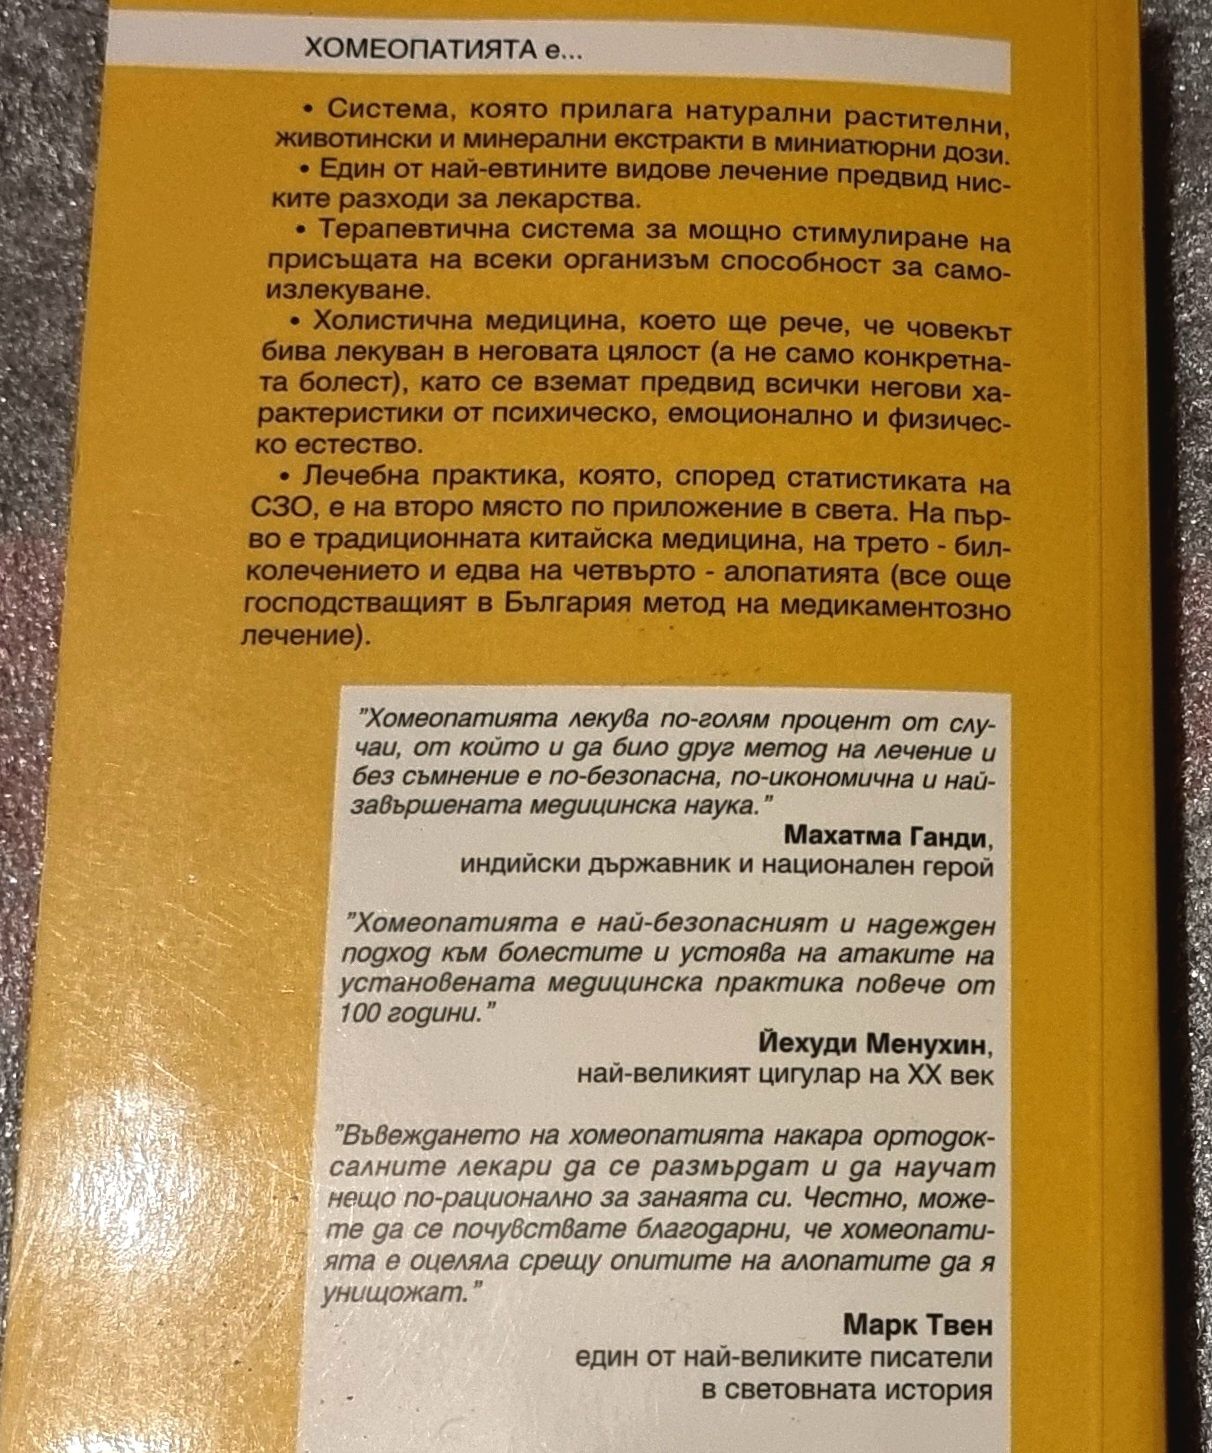 ХОМЕОПАТИЯТА е...
• Система, която прилага натурални растителни,
животински и минерални екстракти в миниатюрни дози.
• Един от най-евтините видове лечение предвид нис-
ките разходи за лекарства.
• Терапевтична система за мощно стимулиране на
присъщата на всеки организъм способност за само-
излекуване.
• Холистична медицина, което ще рече, че човекът
бива лекуван в неговата цялост (а не само конкретна-
та болест), като се вземат предвид всички негови ха-
рактеристики от психическо, емоционално и физичес-
ко естество.
• Лечебна практика, която, според статистиката на
СЗО, е на второ място по приложение в света. На пър-
во е традиционната китайска медицина, на трето - бил-
колечението и едва на четвърто - алопатията (все още
господстващият в България метод на медикаментозно
лечение).
"Хомеопатията лекува по-голям процент от слу-
чаи, от който и да било друг метод на лечение и
без съмнение е по-безопасна, по-икономична и най-
завършената медицинска наука."
Махатма Ганди,
индийски държавник и национален герой
"Хомеопатията е най-безопасният и надежден
подход към болестите и устоява на атаките на
установената медицинска практика повече от
100 години."
Йехуди Менухин,
най-великият цигулар на XX век
"Въвеждането на хомеопатията накара ортодок-
салните лекари да се размърдат и да научат
нещо по-рационално за занаята си. Честно, може-
те да се почувствате благодарни, че хомеопати-
ята е оцеляла срещу опитите на алопатите да я
унищожат."
Марк Твен
един от най-великите писатели
в световната история